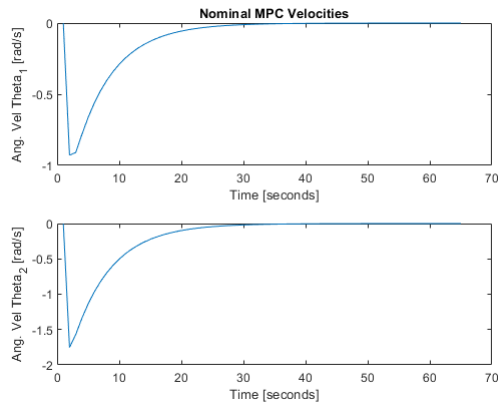 Nominal MPC Velocities
0
-0.5
-1
Ang. Vel Theta1 [rad/s]
0 10 20 30 40 50 60 70
Time [seconds]
0
-0.5
-1
-1.5
-2
Ang. Vel Theta2 [rad/s]
0 10 20 30 40 50 60 70
Time [seconds]